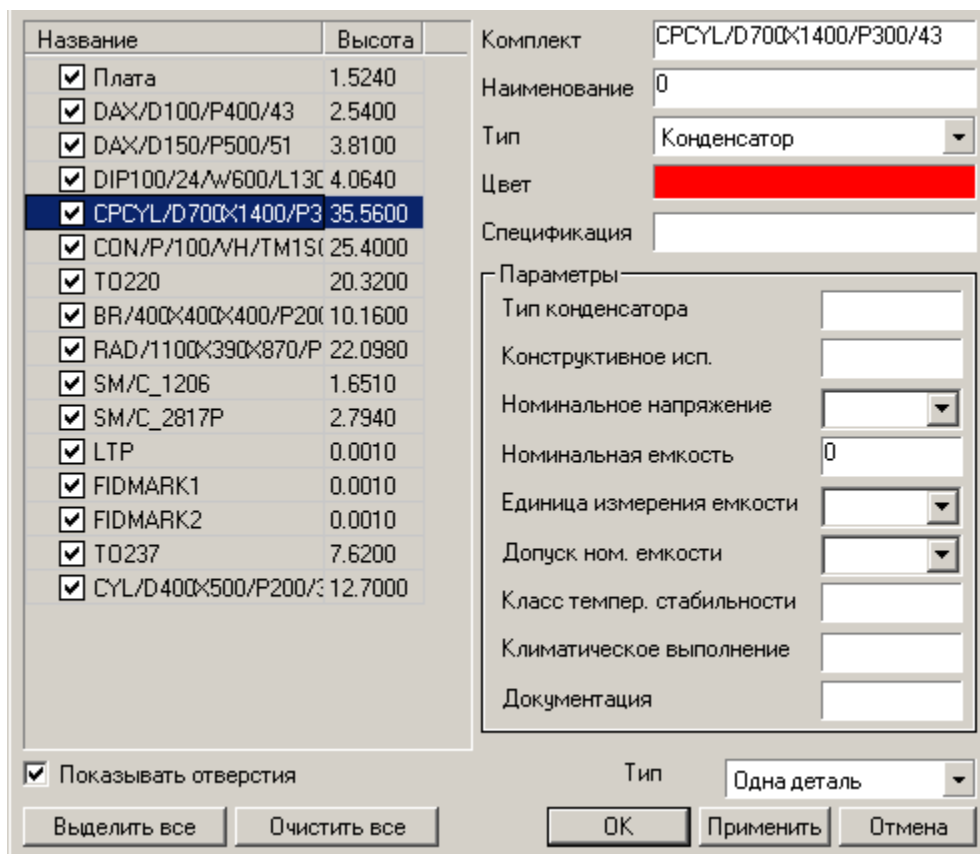 Название Высота
Плата 1.5240
DAX/D100/P400/43 2.5400
DAX/D150/P500/51 3.8100
DIP100/24/W600/L130 4.0640
CPCYL/D700X1400/P3 35.5600
CON/P/100/VH/TM1S 25.4000
TO220 20.3200
BR/400X400X400/P200 10.1600
RAD/1100X390X870/P 22.0980
SM/C_1206 1.6510
SM/C_2817P 2.7940
LTP 0.0010
FIDMARK1 0.0010
FIDMARK2 0.0010
TO237 7.6200
CYL/D400X500/P200/ 12.7000
Показывать отверстия
Выделить все Очистить все
Комплект CPCYL/D700X1400/P300/43
Наименование 0
Тип Конденсатор
Цвет
Спецификация
Параметры
Тип конденсатора
Конструктивное исп.
Номинальное напряжение
Номинальная емкость 0
Единица измерения емкости
Допуск ном. емкости
Класс темпер. стабильности
Климатическое выполнение
Документация
Тип Одна деталь
OK Применить Отмена